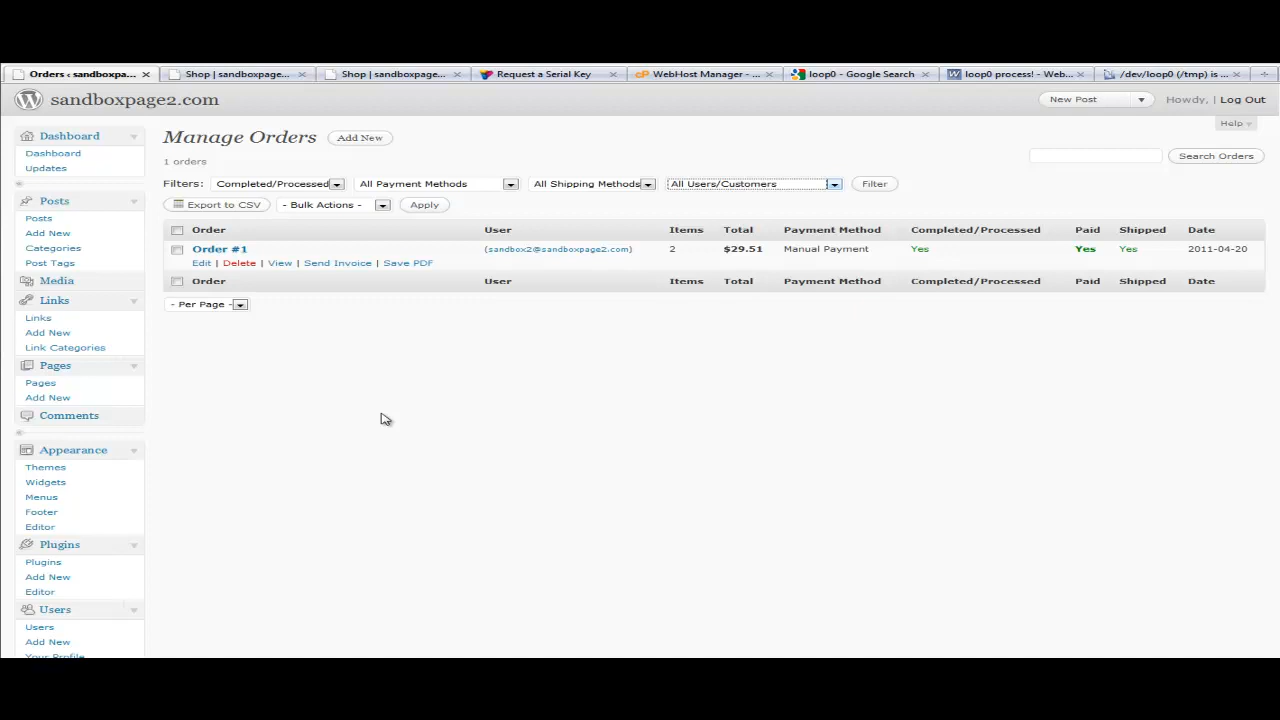 Orders ‹ sandboxpa... Shop | sandboxpage... Shop | sandboxpage... Request a Serial Key WebHost Manager - ... loop0 - Google Search loop0 process! - Web... /dev/loop0 (/tmp) is ...
sandboxpage2.com New Post Howdy, | Log Out
Help
Manage Orders Add New
1 orders
Search Orders
Filters: Completed/Processed All Payment Methods All Shipping Methods All Users/Customers Filter
Export to CSV - Bulk Actions - Apply
Order User Items Total Payment Method Completed/Processed Paid Shipped Date
Order #1 (sandbox2@sandboxpage2.com) 2 $29.51 Manual Payment Yes Yes Yes 2011-04-20
Edit | Delete | View | Send Invoice | Save PDF
Order User Items Total Payment Method Completed/Processed Paid Shipped Date
- Per Page -
Dashboard
Dashboard
Updates
Posts
Posts
Add New
Categories
Post Tags
Media
Links
Links
Add New
Link Categories
Pages
Pages
Add New
Comments
Appearance
Themes
Widgets
Menus
Footer
Editor
Plugins
Plugins
Add New
Editor
Users
Users
Add New
Your Profile